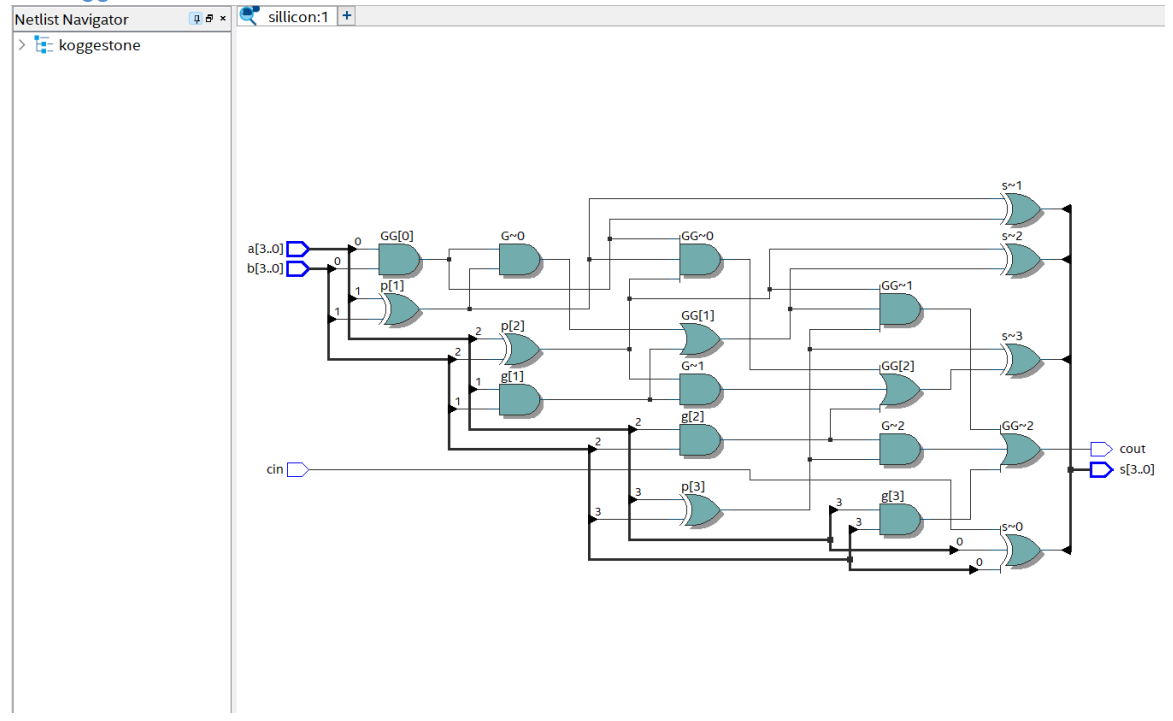 Netlist Navigator
sillicon:1
koggestone
s~1
GG[0]
G~0
GG~0
s~2
a[3..0]
0
b[3..0]
0
p[1]
GG~1
1
1
GG[1]
p[2]
s~3
2
2
G~1
GG[2]
g[1]
1
1
g[2]
G~2
GG~2
2
2
cout
cin
s[3..0]
p[3]
3
3
g[3]
3
3
s~0
0
0